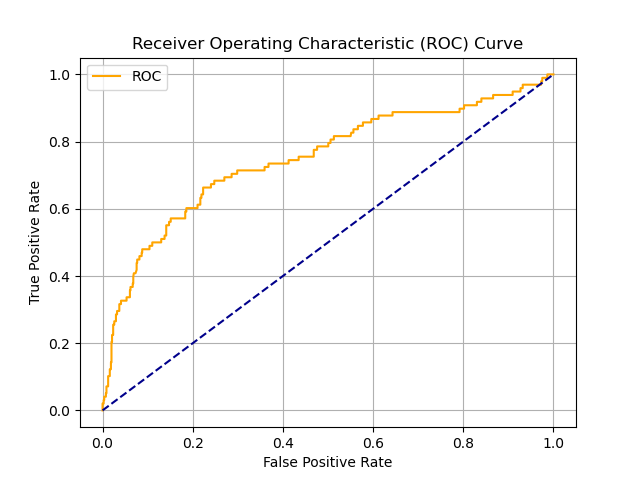 Receiver Operating Characteristic (ROC) Curve
ROC
1.0
0.8
0.6
0.4
0.2
0.0
True Positive Rate
0.0 0.2 0.4 0.6 0.8 1.0
False Positive Rate